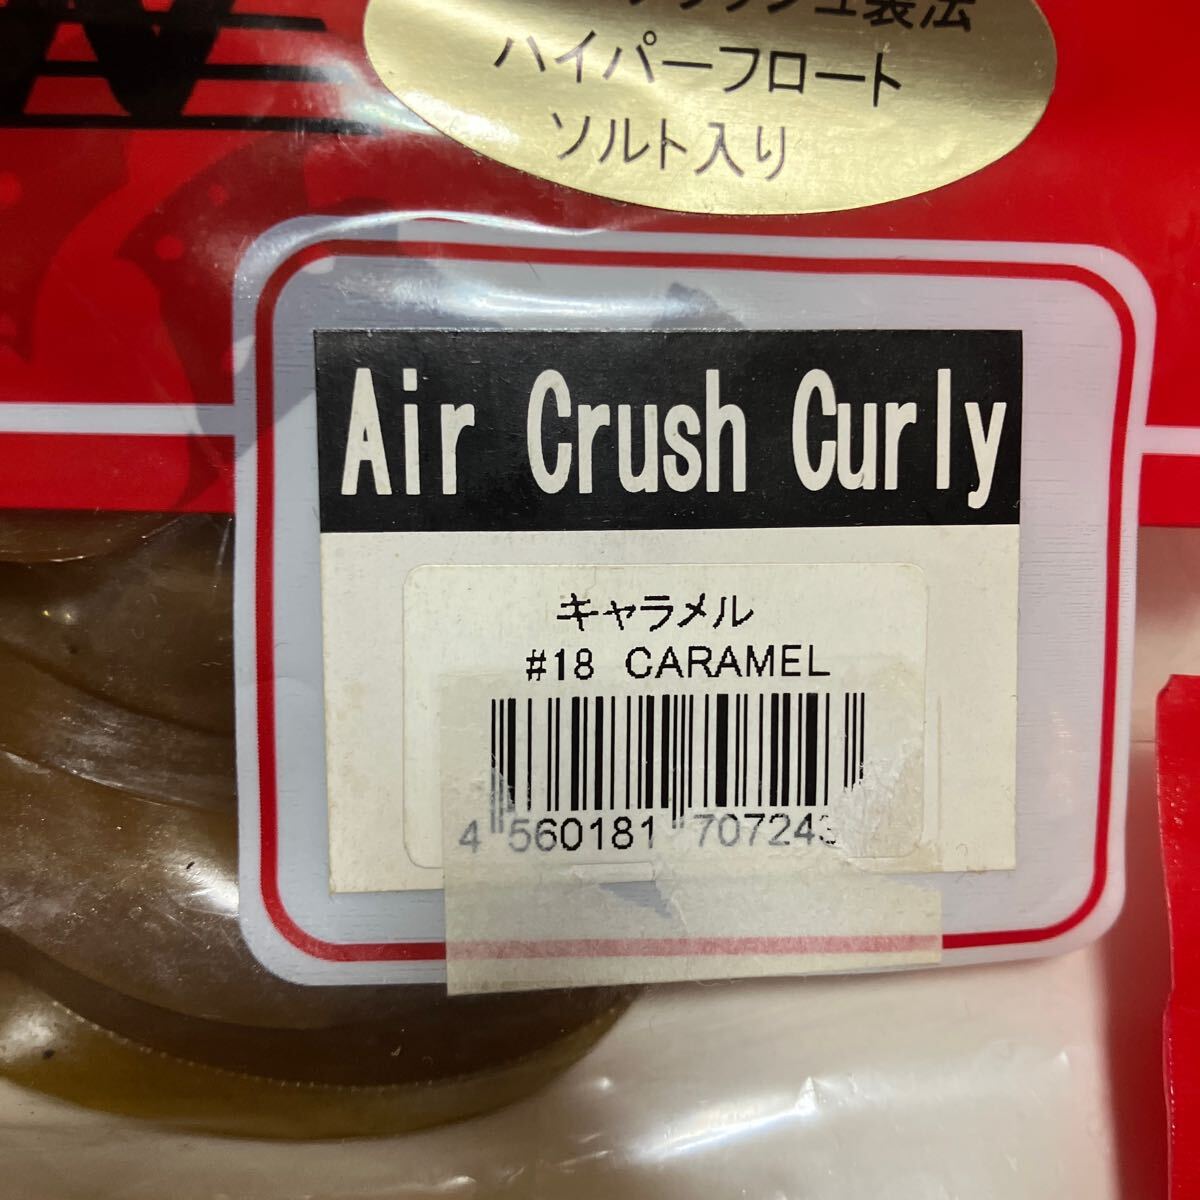 ハイパーフロート
ソルト入り
Air Crush Curly
キャラメル
#18 CARAMEL
4 560181 707243